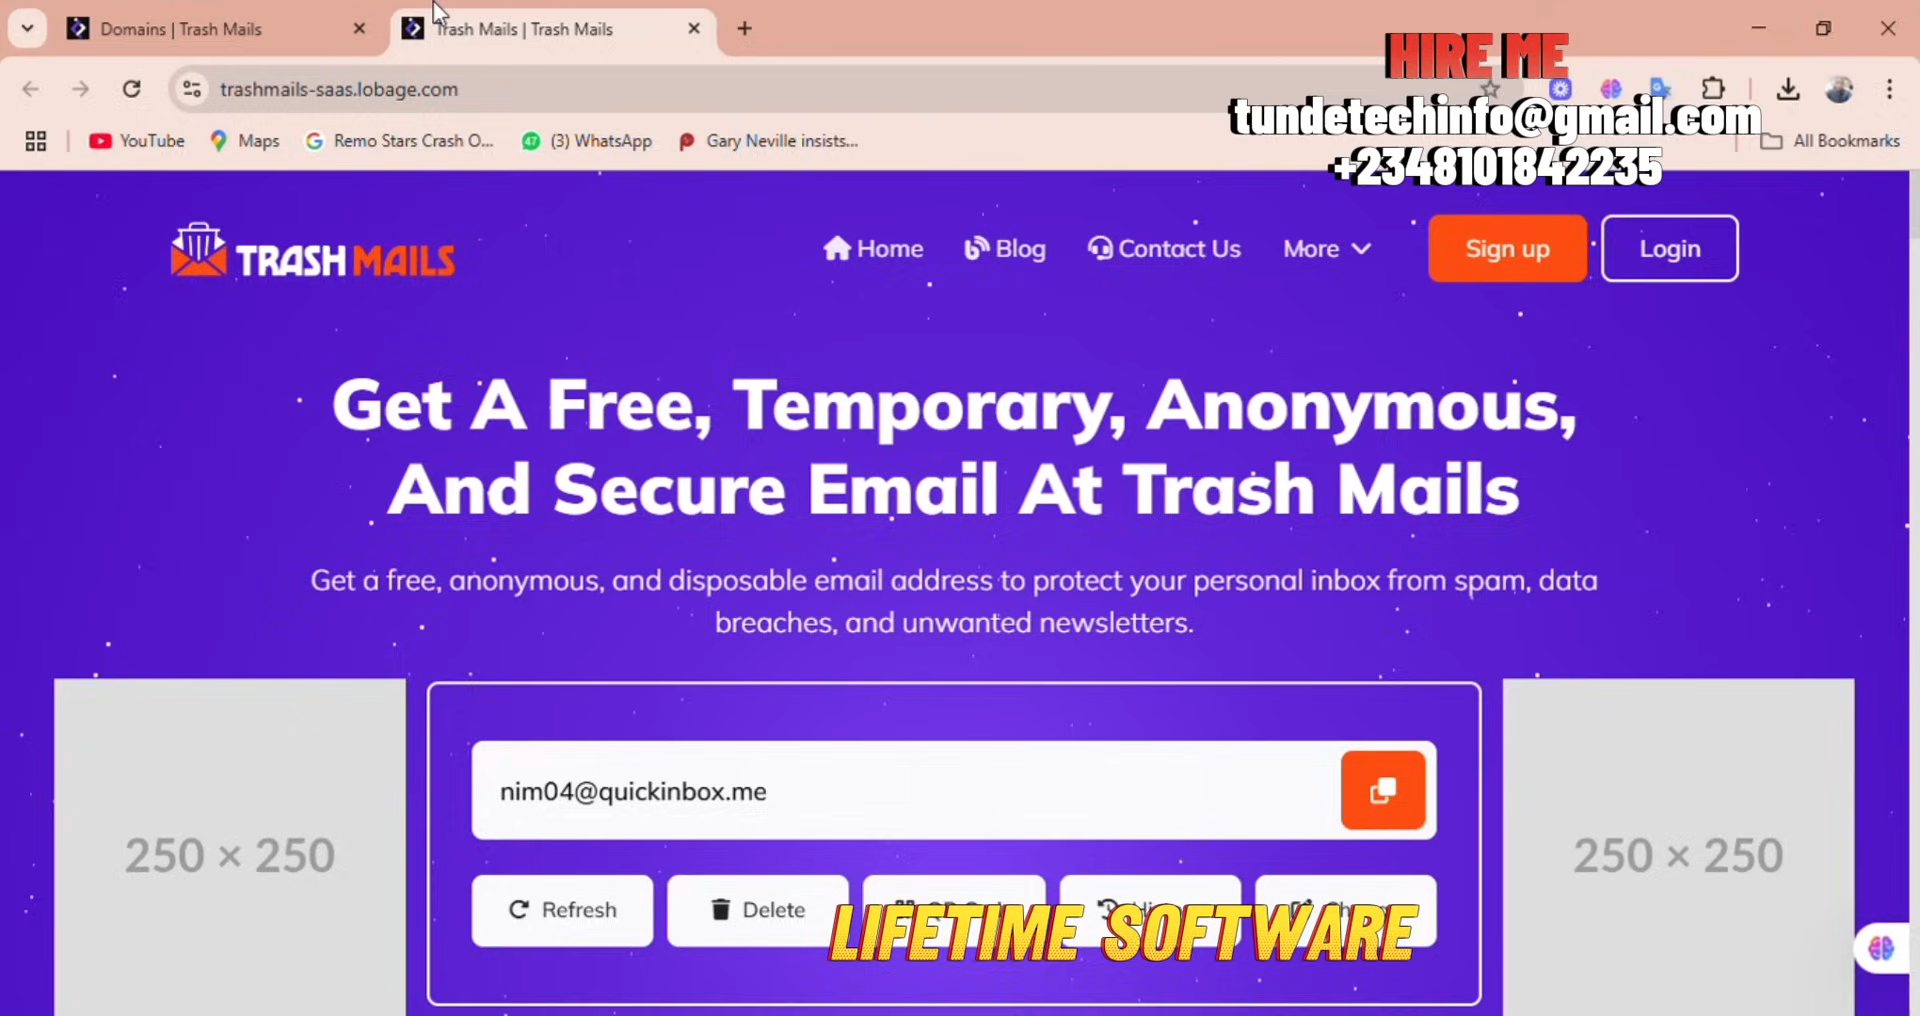 Domains | Trash Mails
Trash Mails | Trash Mails
HIRE ME
trashmails-saas.lobage.com
tundetechinfo@gmail.com
YouTube
Maps
Remo Stars Crash O...
(3) WhatsApp
Gary Neville insists...
All Bookmarks
+2348101842235
TRASH MAILS
Home
Blog
Contact Us
More
Sign up
Login
Get A Free, Temporary, Anonymous,
And Secure Email At Trash Mails
Get a free, anonymous, and disposable email address to protect your personal inbox from spam, data
breaches, and unwanted newsletters.
250 × 250
nim04@quickinbox.me
250 × 250
Refresh
Delete
LIFETIME SOFTWARE